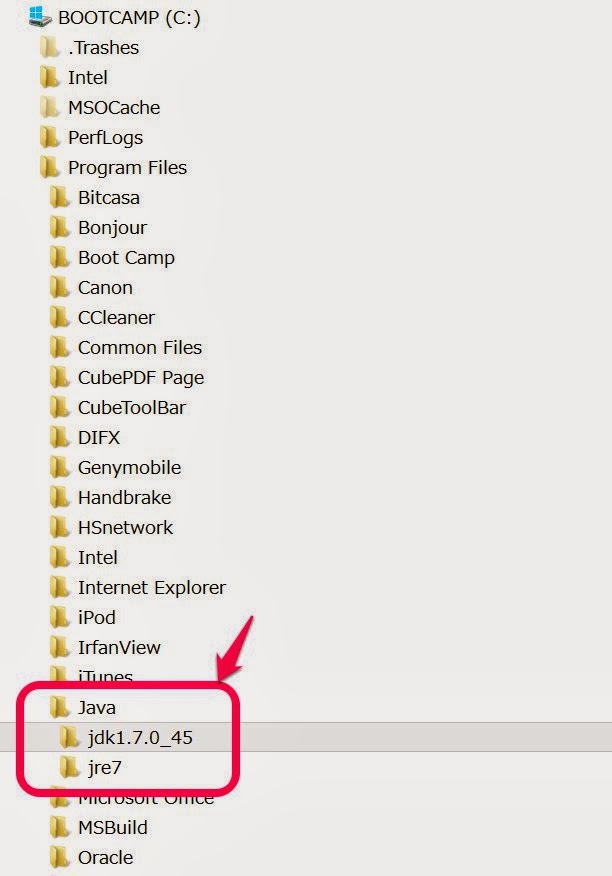 BOOTCAMP (C:)
.Trashes
Intel
MSOCache
PerfLogs
Program Files
Bitcasa
Bonjour
Boot Camp
Canon
CCleaner
Common Files
CubePDF Page
CubeToolBar
DIFX
Genymobile
Handbrake
HSnetwork
Intel
Internet Explorer
iPod
IrfanView
iTunes
Java
jdk1.7.0_45
jre7
Microsoft Office
MSBuild
Oracle